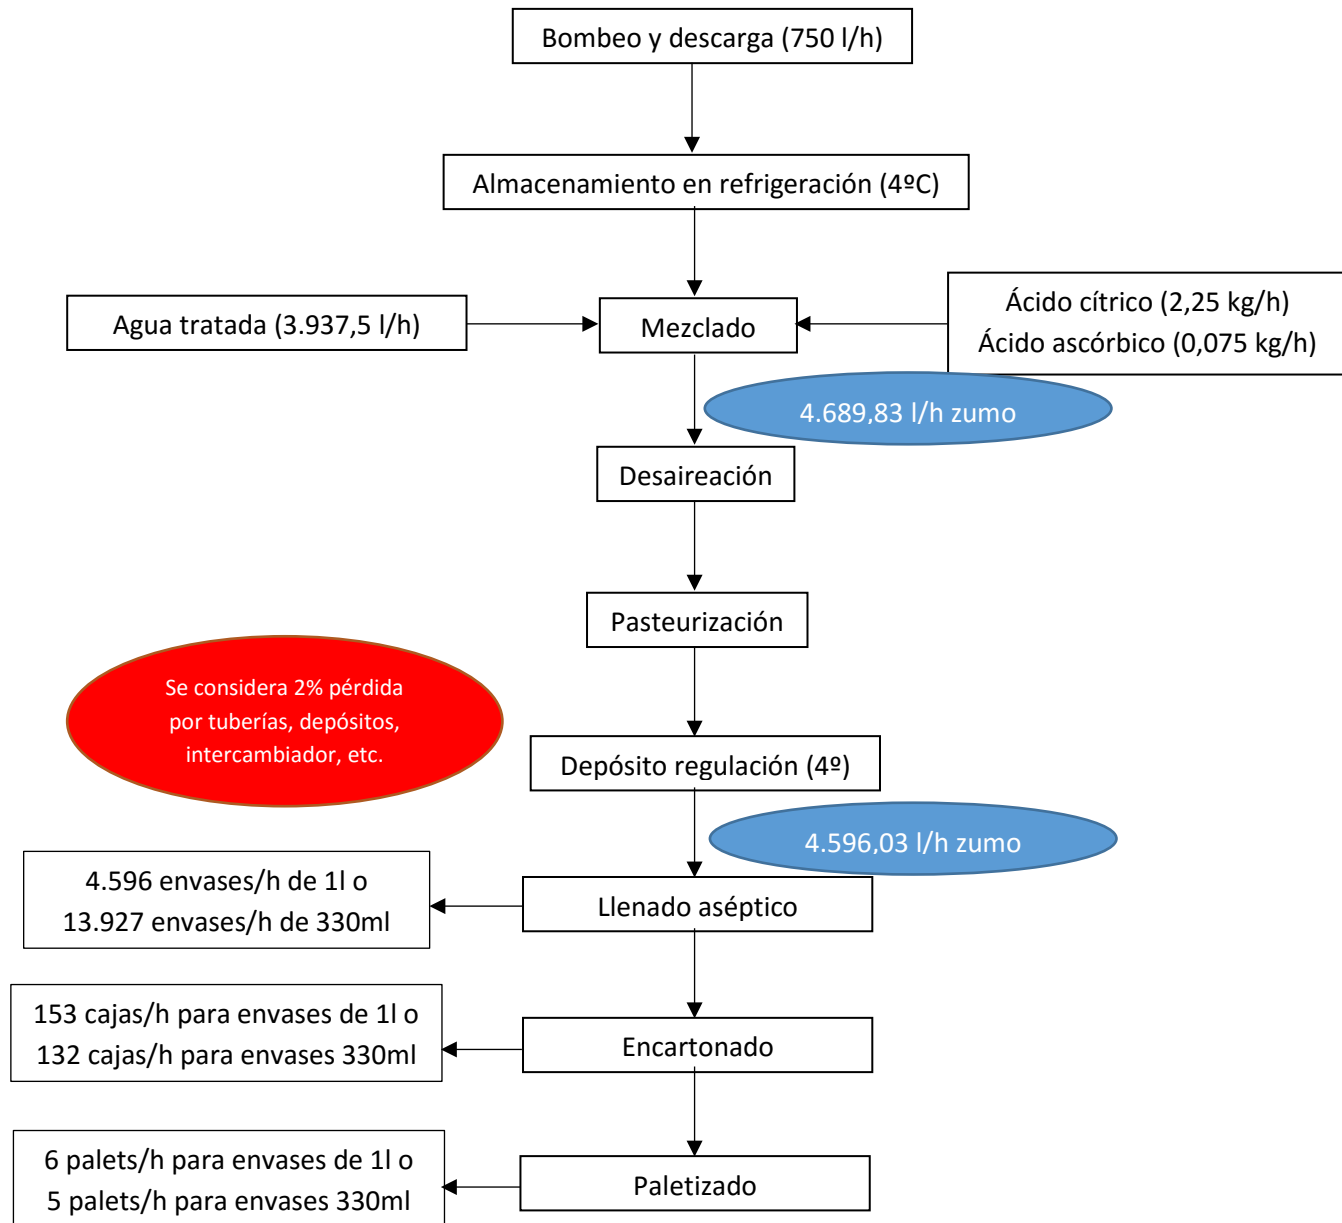 Bombeo y descarga (750 l/h)
Almacenamiento en refrigeración (4ºC)
Agua tratada (3.937,5 l/h)
Mezclado
Ácido cítrico (2,25 kg/h)
Ácido ascórbico (0,075 kg/h)
4.689,83 l/h zumo
Desaireación
Pasteurización
Se considera 2% pérdida
por tuberías, depósitos,
intercambiador, etc.
Depósito regulación (4º)
4.596,03 l/h zumo
4.596 envases/h de 1l o
13.927 envases/h de 330ml
Llenado aséptico
153 cajas/h para envases de 1l o
132 cajas/h para envases 330ml
Encartonado
6 palets/h para envases de 1l o
5 palets/h para envases 330ml
Paletizado